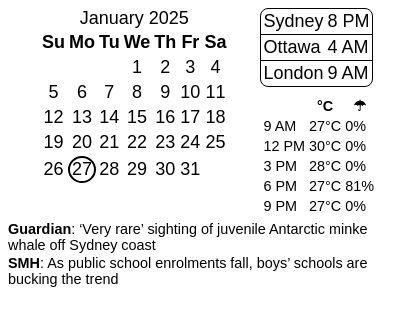 January 2025
Su Mo Tu We Th Fr Sa
1 2 3 4
5 6 7 8 9 10 11
12 13 14 15 16 17 18
19 20 21 22 23 24 25
26 27 28 29 30 31
Sydney 8 PM
Ottawa 4 AM
London 9 AM
°C ☂
9 AM 27°C 0%
12 PM 30°C 0%
3 PM 28°C 0%
6 PM 27°C 81%
9 PM 27°C 0%
Guardian: ‘Very rare’ sighting of juvenile Antarctic minke
whale off Sydney coast
SMH: As public school enrolments fall, boys’ schools are
bucking the trend